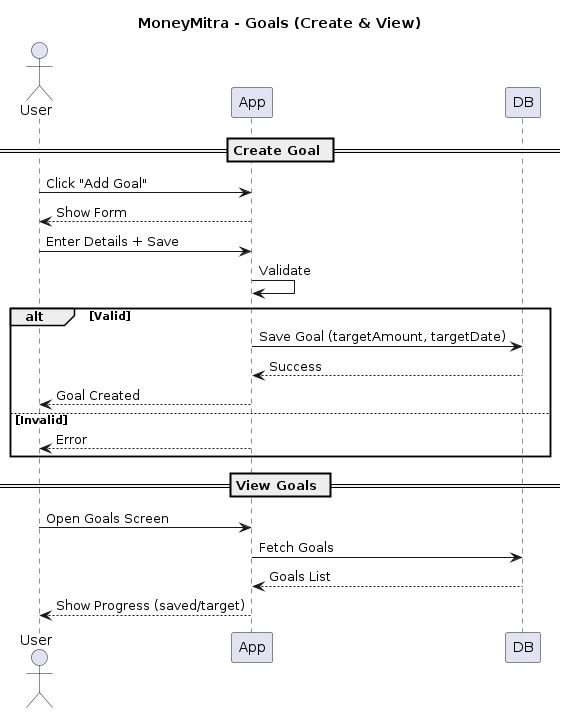 MoneyMitra - Goals (Create & View)
User
App
DB
Create Goal
Click "Add Goal"
Show Form
Enter Details + Save
Validate
alt [Valid]
Save Goal (targetAmount, targetDate)
Success
Goal Created
[Invalid]
Error
View Goals
Open Goals Screen
Fetch Goals
Goals List
Show Progress (saved/target)
User
App
DB